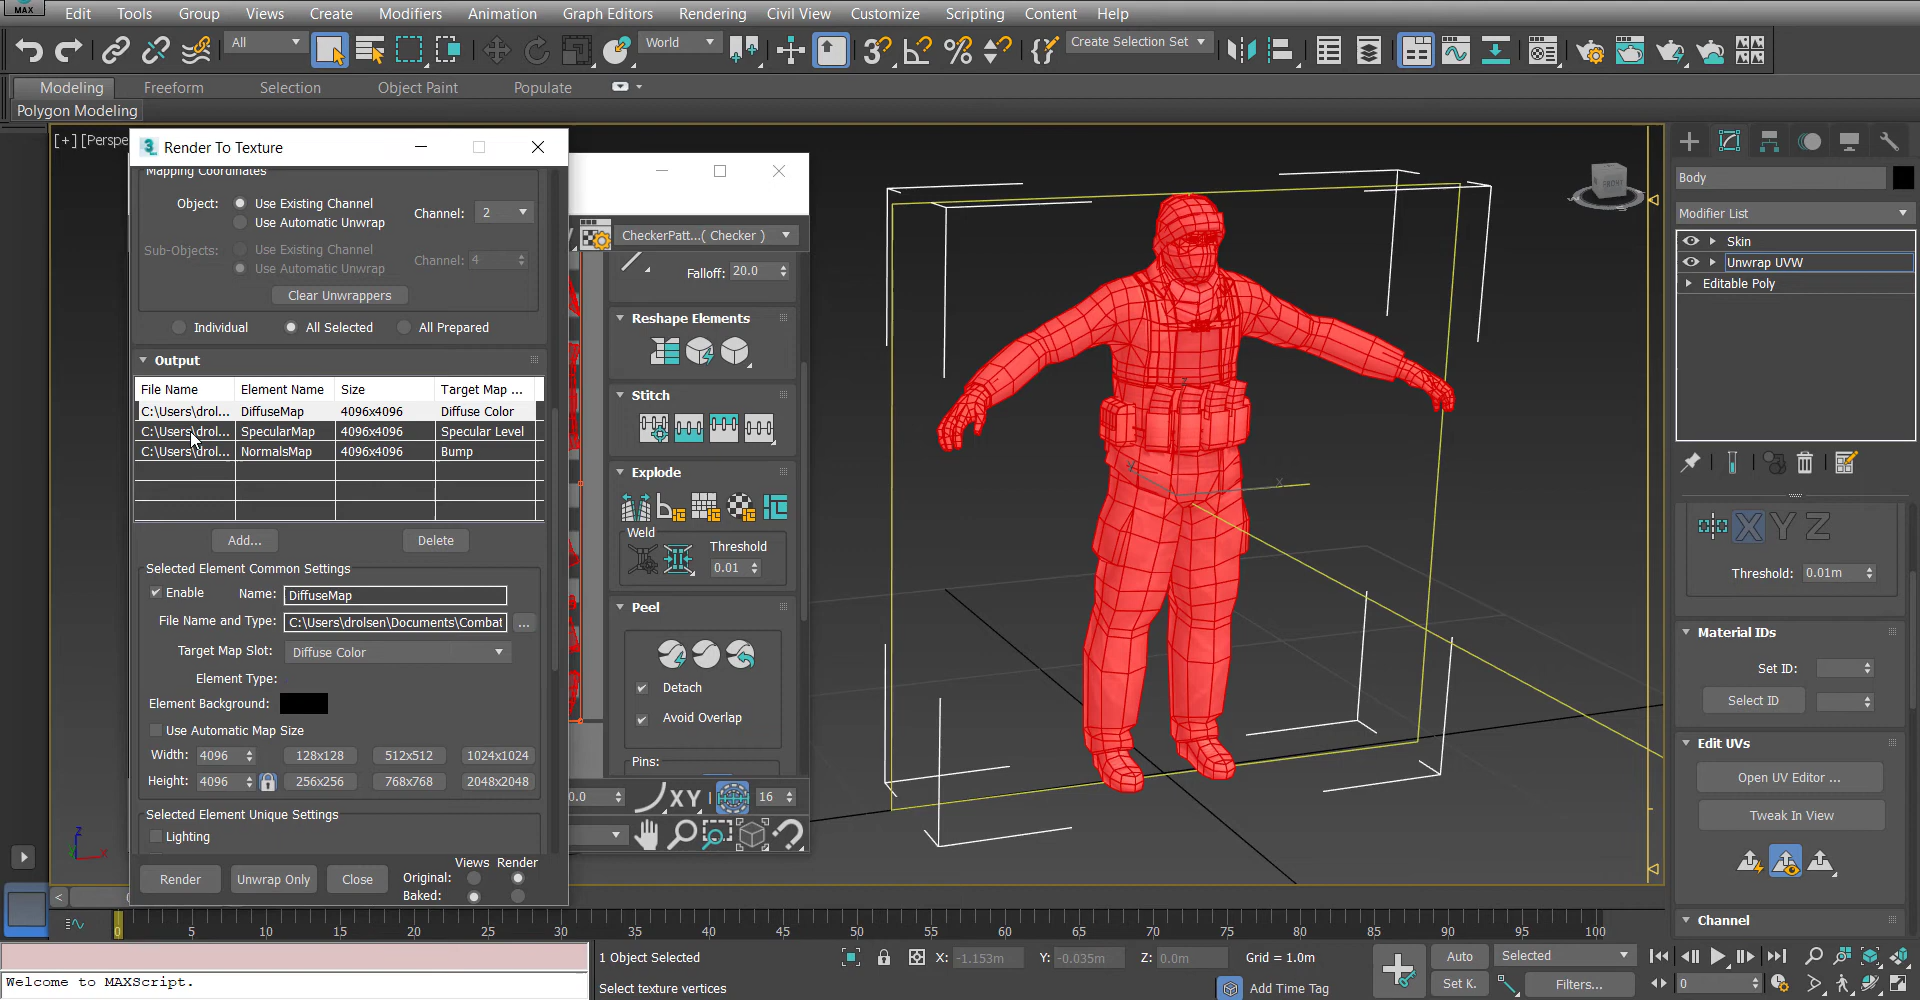 MAX
Edit Tools Group Views Create Modifiers Animation Graph Editors Rendering Civil View Customize Scripting Content Help
All
World
Create Selection Set
Modeling Freeform Selection Object Paint Populate
Polygon Modeling
[+] [Perspe
Render To Texture
Mapping Coordinates
Object: Use Existing Channel
Use Automatic Unwrap
Channel: 2
Sub-Objects: Use Existing Channel
Use Automatic Unwrap
Channel: 4
Clear Unwrappers
Individual All Selected All Prepared
Output
File Name Element Name Size Target Map ...
C:\Users\drol... DiffuseMap 4096x4096 Diffuse Color
C:\Users\drol... SpecularMap 4096x4096 Specular Level
C:\Users\drol... NormalsMap 4096x4096 Bump
Add... Delete
Selected Element Common Settings
Enable Name: DiffuseMap
File Name and Type: C:\Users\drolsen\Documents\Combat ...
Target Map Slot: Diffuse Color
Element Type:
Element Background:
Use Automatic Map Size
Width: 4096 128x128 512x512 1024x1024
Height: 4096 256x256 768x768 2048x2048
Selected Element Unique Settings
Lighting
Views Render
Render Unwrap Only Close Original:
Baked:
CheckerPatt...( Checker )
Falloff: 20.0
Reshape Elements
Stitch
Explode
Weld
Threshold
0.01
Peel
Detach
Avoid Overlap
Pins:
0.0 XY 16
Z
X
Body
Modifier List
Skin
Unwrap UVW
Editable Poly
X Y Z
Threshold: 0.01m
Material IDs
Set ID:
Select ID
Edit UVs
Open UV Editor ...
Tweak In View
Channel
0 5 10 15 20 25 30 35 40 45 50 55 60 65 70 75 80 85 90 95 100
1 Object Selected X: -1.153m Y: -0.035m Z: 0.0m Grid = 1.0m
Auto Selected
Welcome to MAXScript.
Select texture vertices
Add Time Tag
Set K. Filters... 0